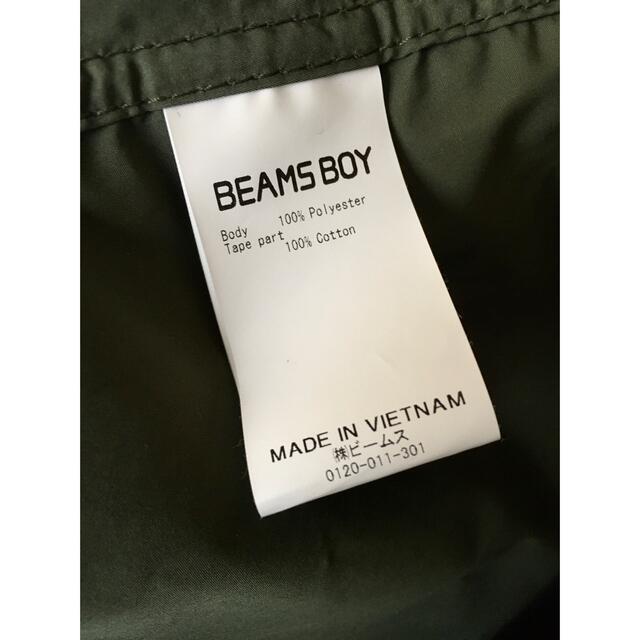 BEAMS BOY
Body 100% Polyester
Tape part 100% Cotton
MADE IN VIETNAM
㈱ビームス
0120-011-301